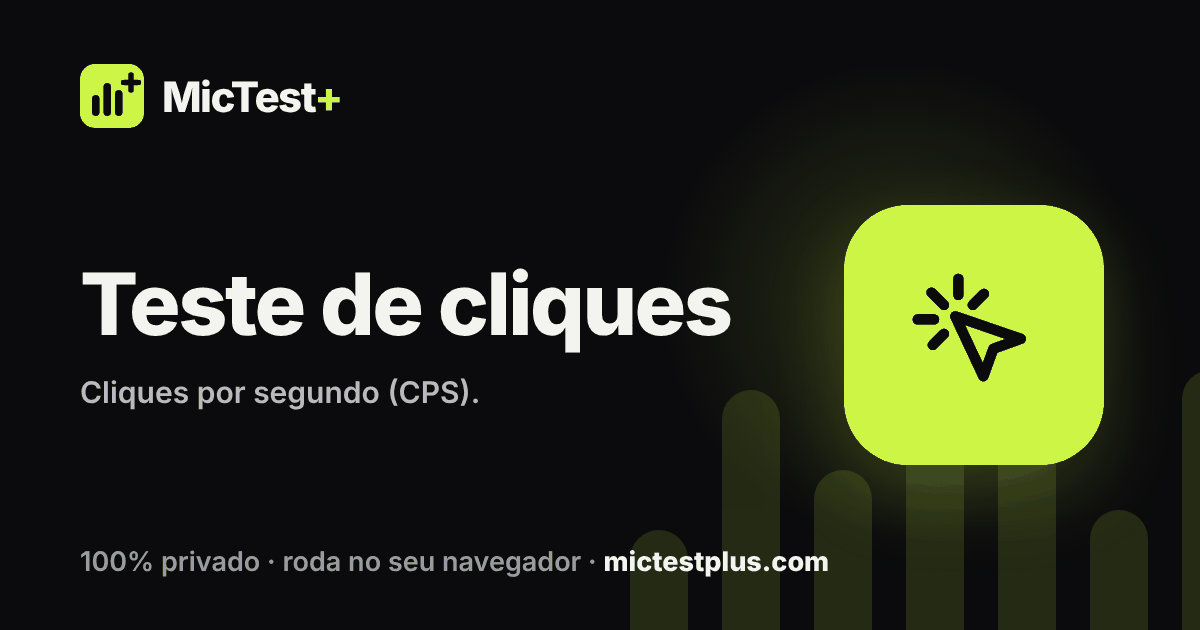 MicTest+
Teste de cliques
Cliques por segundo (CPS).
100% privado · roda no seu navegador · mictestplus.com